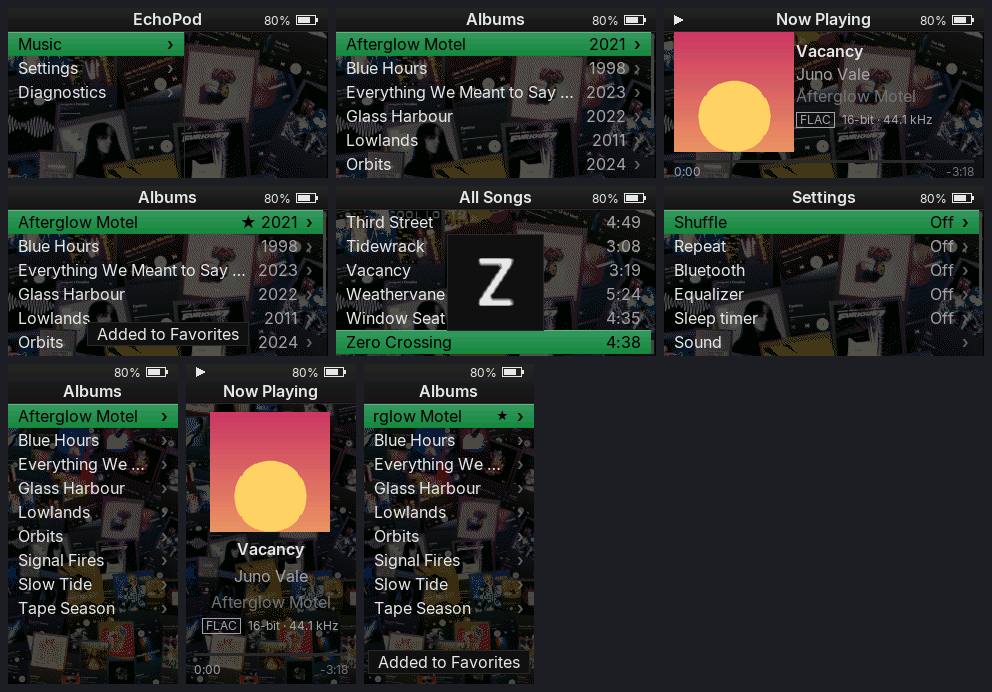 EchoPod 80%
Music ›
Settings ›
Diagnostics ›
Albums 80%
Afterglow Motel 2021 ›
Blue Hours 1998 ›
Everything We Meant to Say ... 2023 ›
Glass Harbour 2022 ›
Lowlands 2011 ›
Orbits 2024 ›
Now Playing 80%
Vacancy
Juno Vale
Afterglow Motel
FLAC 16-bit · 44.1 kHz
0:00 -3:18
Albums 80%
Afterglow Motel ★ 2021 ›
Blue Hours 1998 ›
Everything We Meant to Say ... 2023 ›
Glass Harbour 2022 ›
Lowlands 2011 ›
Orbits 2024 ›
Added to Favorites
All Songs 80%
Third Street 4:49
Tidewrack 3:08
Vacancy 3:19
Weathervane 5:24
Window Seat 4:35
Zero Crossing 4:38
Z
Settings 80%
Shuffle Off ›
Repeat Off ›
Bluetooth Off ›
Equalizer Off ›
Sleep timer Off ›
Sound ›
80%
Albums
Afterglow Motel ›
Blue Hours ›
Everything We ... ›
Glass Harbour ›
Lowlands ›
Orbits ›
Signal Fires ›
Slow Tide ›
Tape Season ›
80%
Now Playing
Vacancy
Juno Vale
Afterglow Motel
FLAC 16-bit · 44.1 kHz
0:00 -3:18
80%
Albums
rglow Motel ★ ›
Blue Hours ›
Everything We ... ›
Glass Harbour ›
Lowlands ›
Orbits ›
Signal Fires ›
Slow Tide ›
Tape Season ›
Added to Favorites